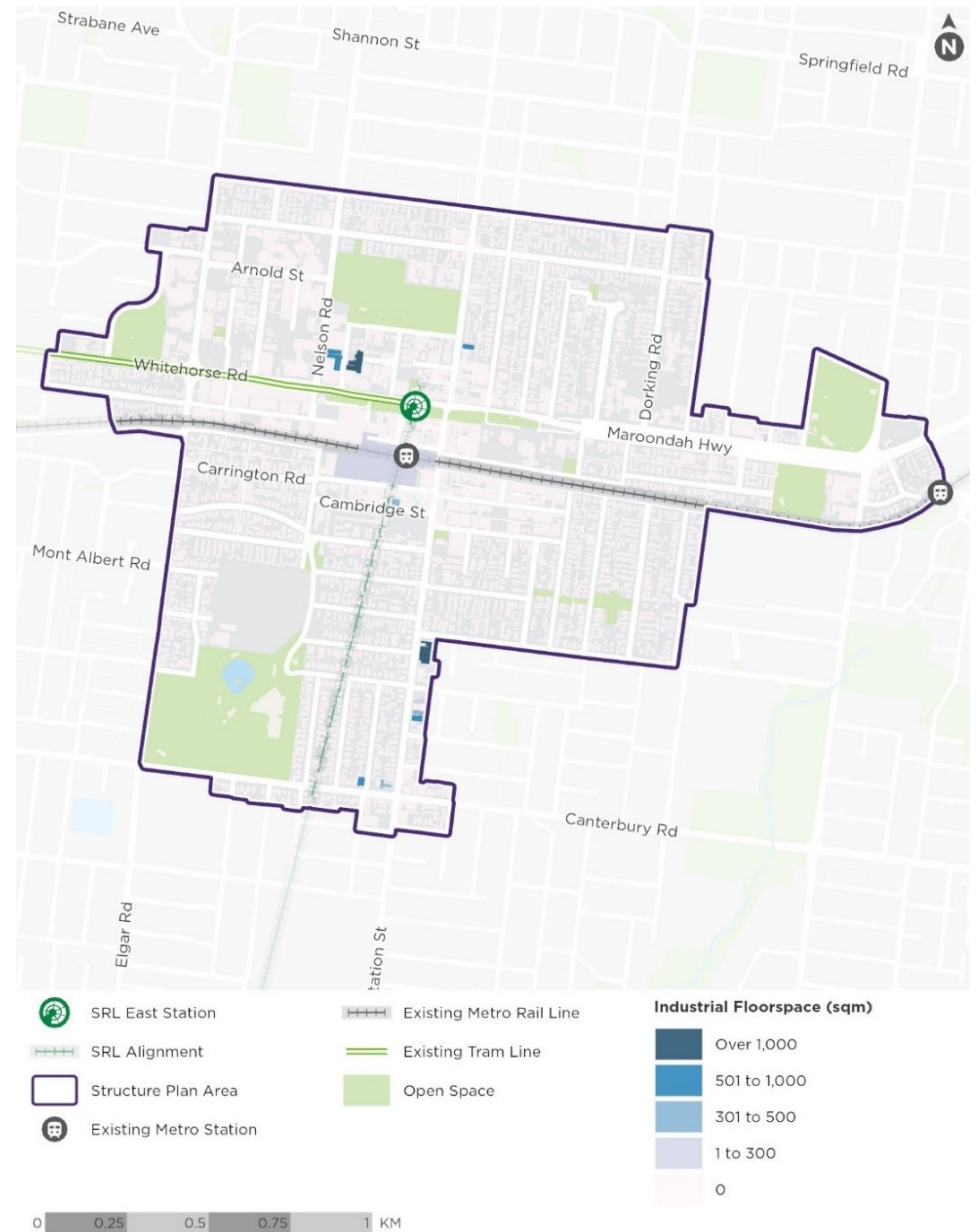 Strabane Ave
Shannon St
Springfield Rd
N
Arnold St
Nelson Rd
Whitehorse Rd
Dorking Rd
Maroondah Hwy
Carrington Rd
Cambridge St
Mont Albert Rd
Canterbury Rd
Elgar Rd
tation St
SRL East Station
SRL Alignment
Structure Plan Area
Existing Metro Station
Existing Metro Rail Line
Existing Tram Line
Open Space
Industrial Floorspace (sqm)
Over 1,000
501 to 1,000
301 to 500
1 to 300
0
0 0.25 0.5 0.75 1 KM